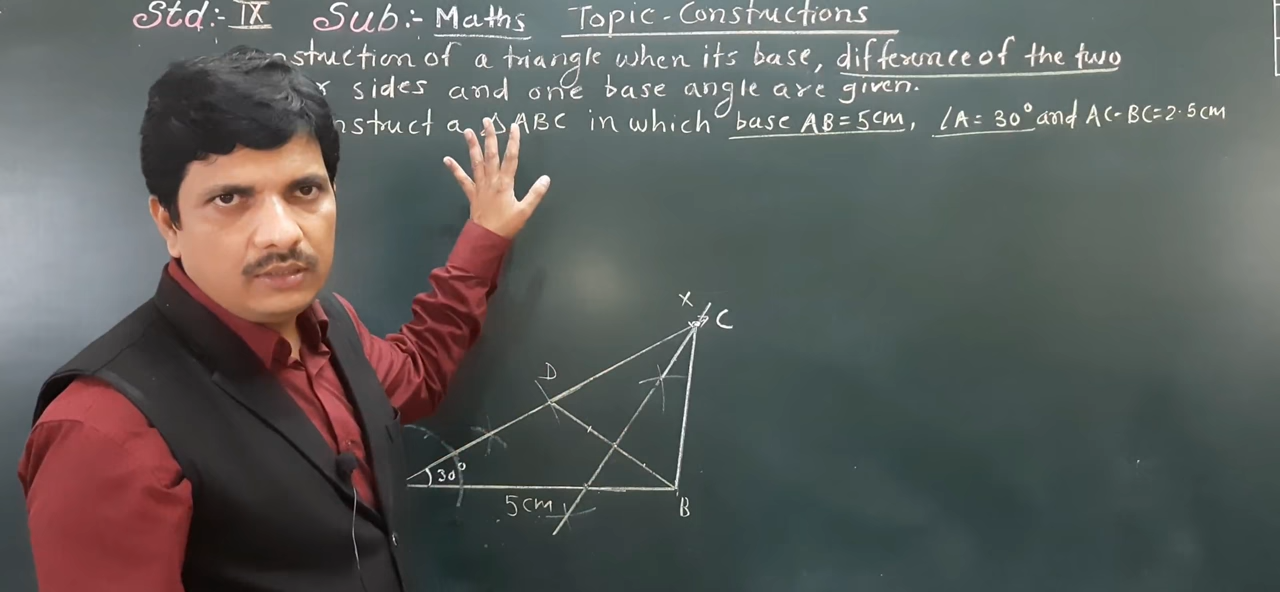 Std:- IX Sub:- Maths Topic - Constructions
nstruction of a triangle when its base, difference of the two
r sides and one base angle are given.
nstruct a △ABC in which base AB = 5cm, ∠A = 30° and AC-BC=2.5cm
X
C
D
30°
5cm
B